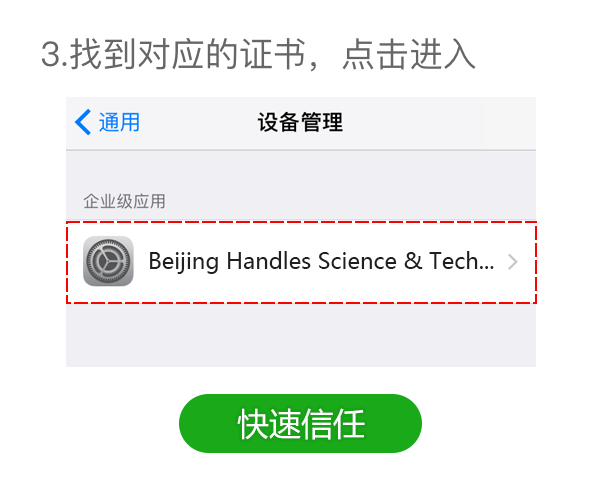 3.找到对应的证书，点击进入
通用 设备管理
企业级应用
Beijing Handles Science & Tech...
快速信任